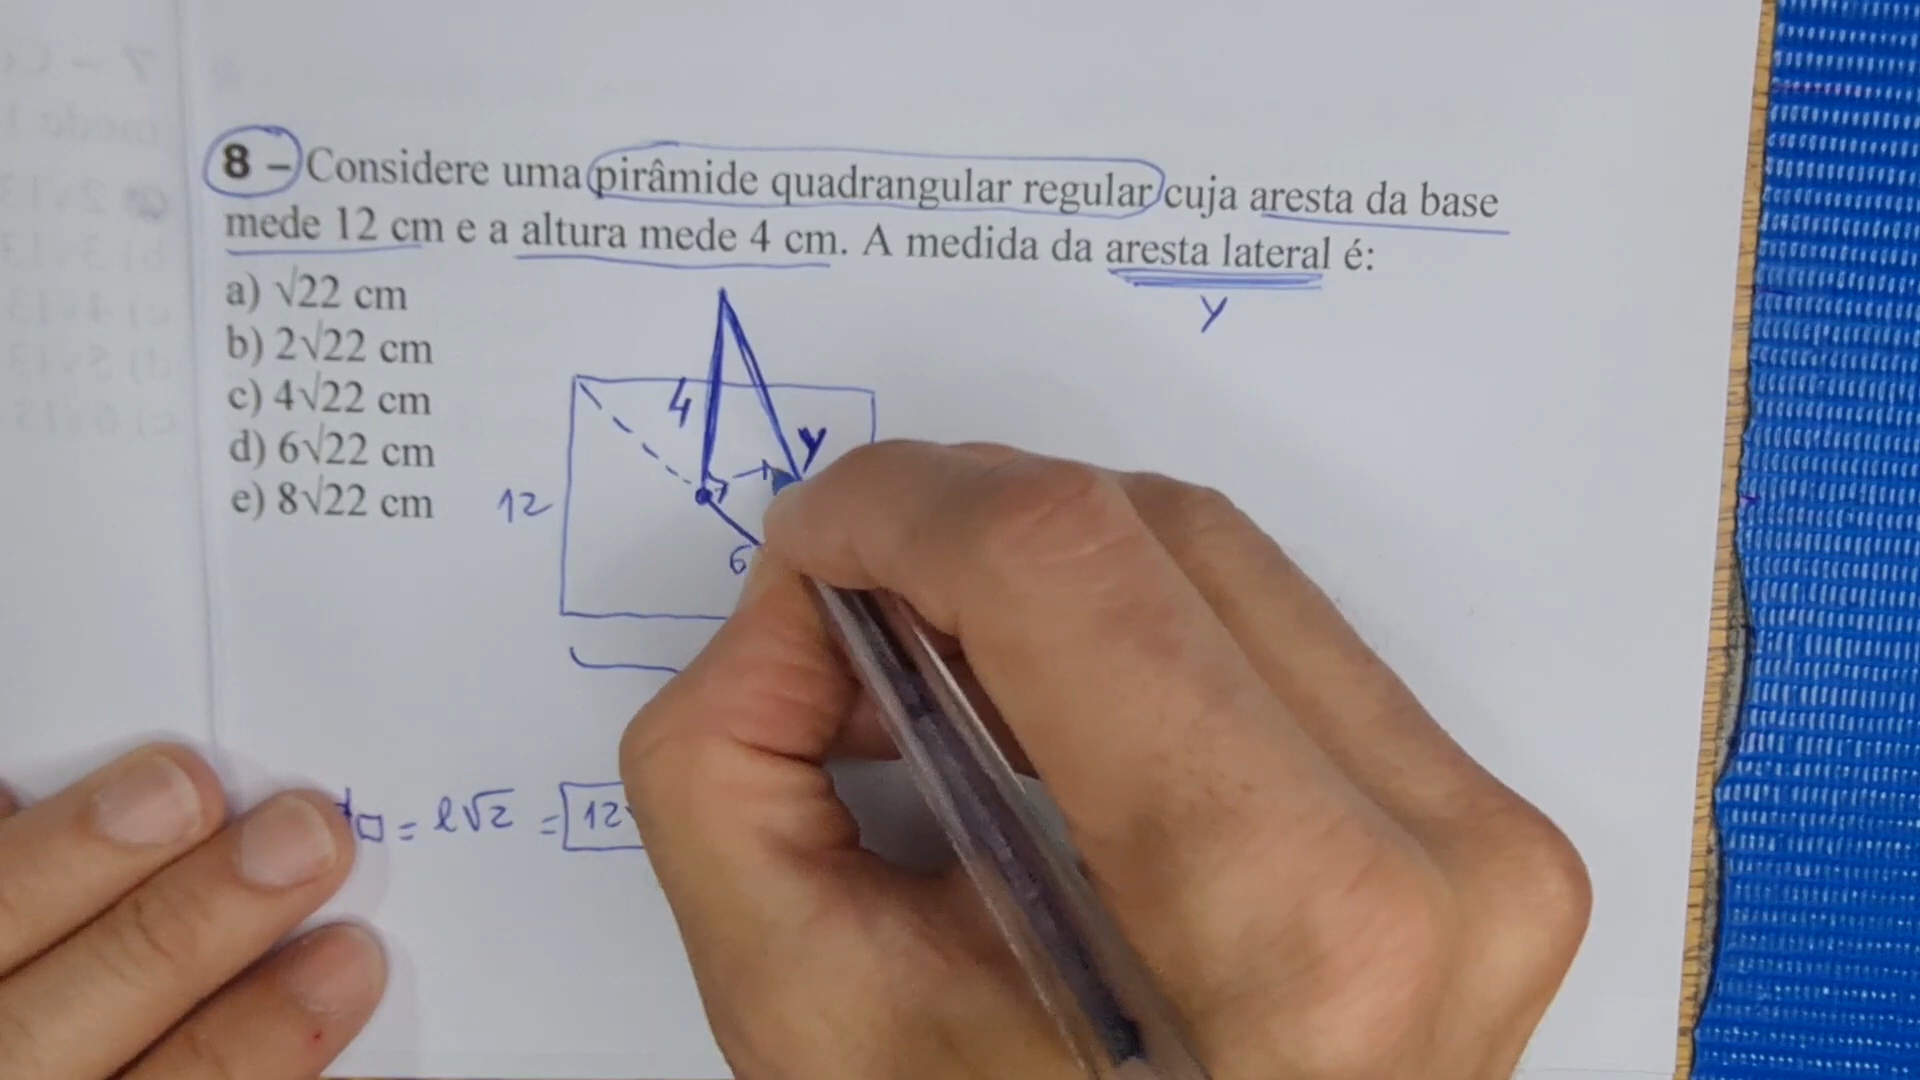 8 – Considere uma pirâmide quadrangular regular cuja aresta da base
mede 12 cm e a altura mede 4 cm. A medida da aresta lateral é:
a) √22 cm
b) 2√22 cm
c) 4√22 cm
d) 6√22 cm
e) 8√22 cm
y
4
y
12
6
= l√2 = 12